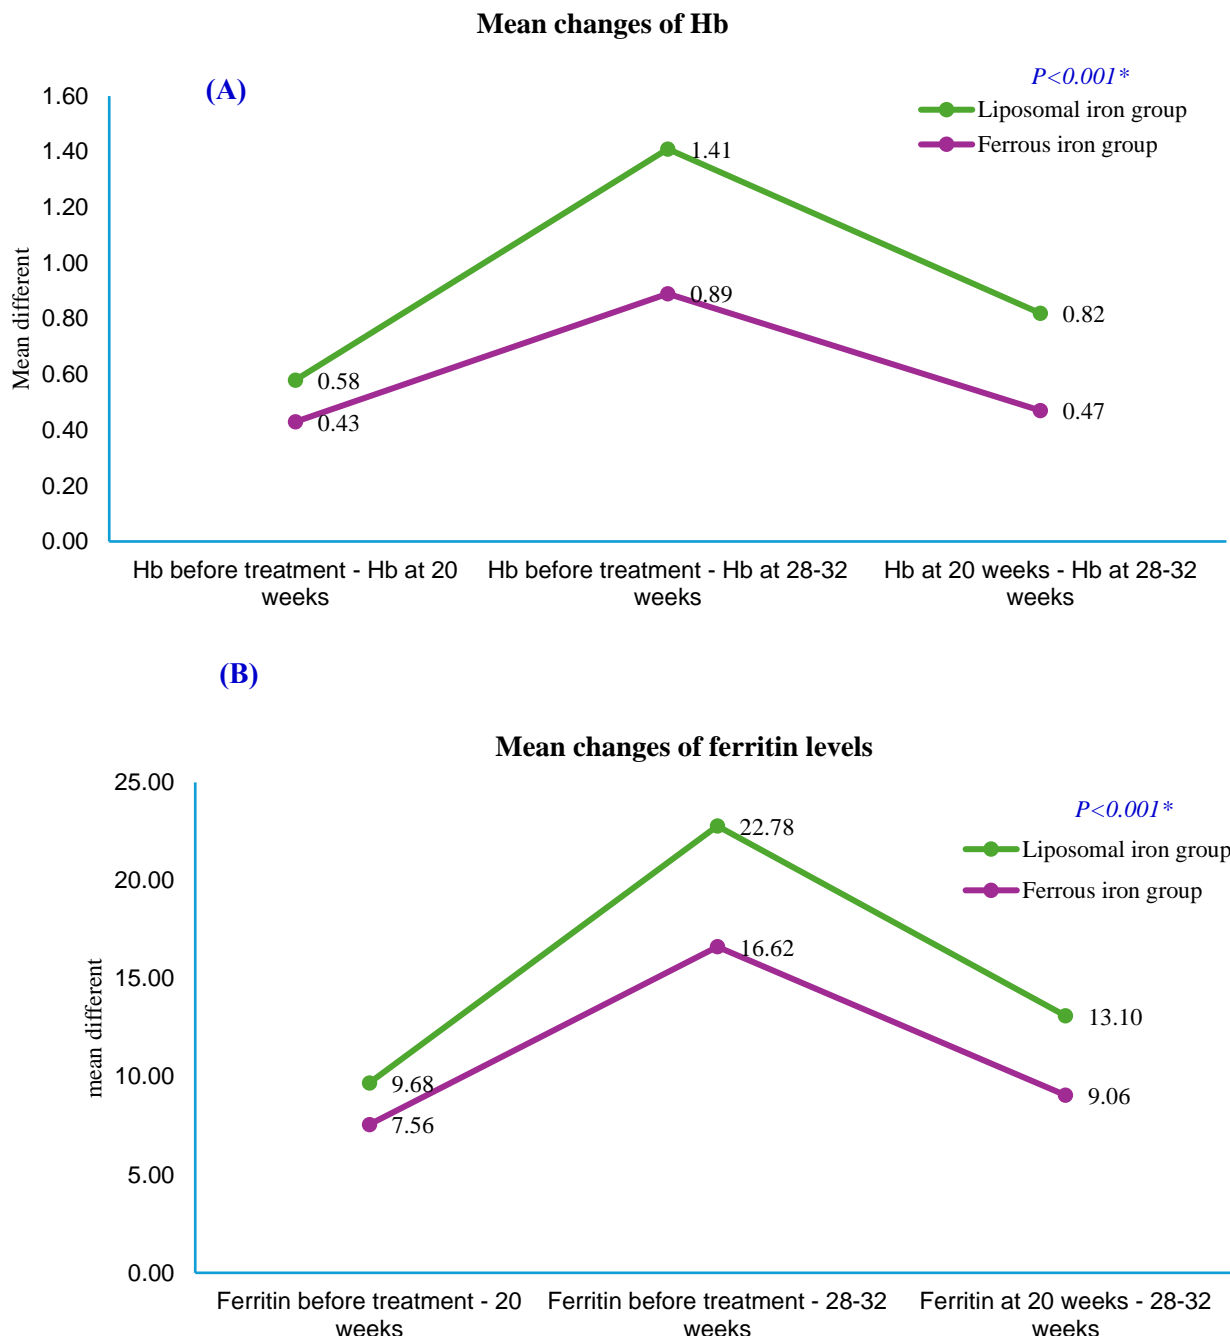 Mean changes of Hb
(A)
P<0.001*
Liposomal iron group
Ferrous iron group
Mean different
1.60
1.40
1.20
1.00
0.80
0.60
0.40
0.20
0.00
1.41
0.89
0.82
0.58
0.43
0.47
Hb before treatment - Hb at 20
weeks
Hb before treatment - Hb at 28-32
weeks
Hb at 20 weeks - Hb at 28-32
weeks
(B)
Mean changes of ferritin levels
P<0.001*
Liposomal iron group
Ferrous iron group
mean different
25.00
20.00
15.00
10.00
5.00
0.00
22.78
16.62
13.10
9.68
9.06
7.56
Ferritin before treatment - 20
weeks
Ferritin before treatment - 28-32
weeks
Ferritin at 20 weeks - 28-32
weeks